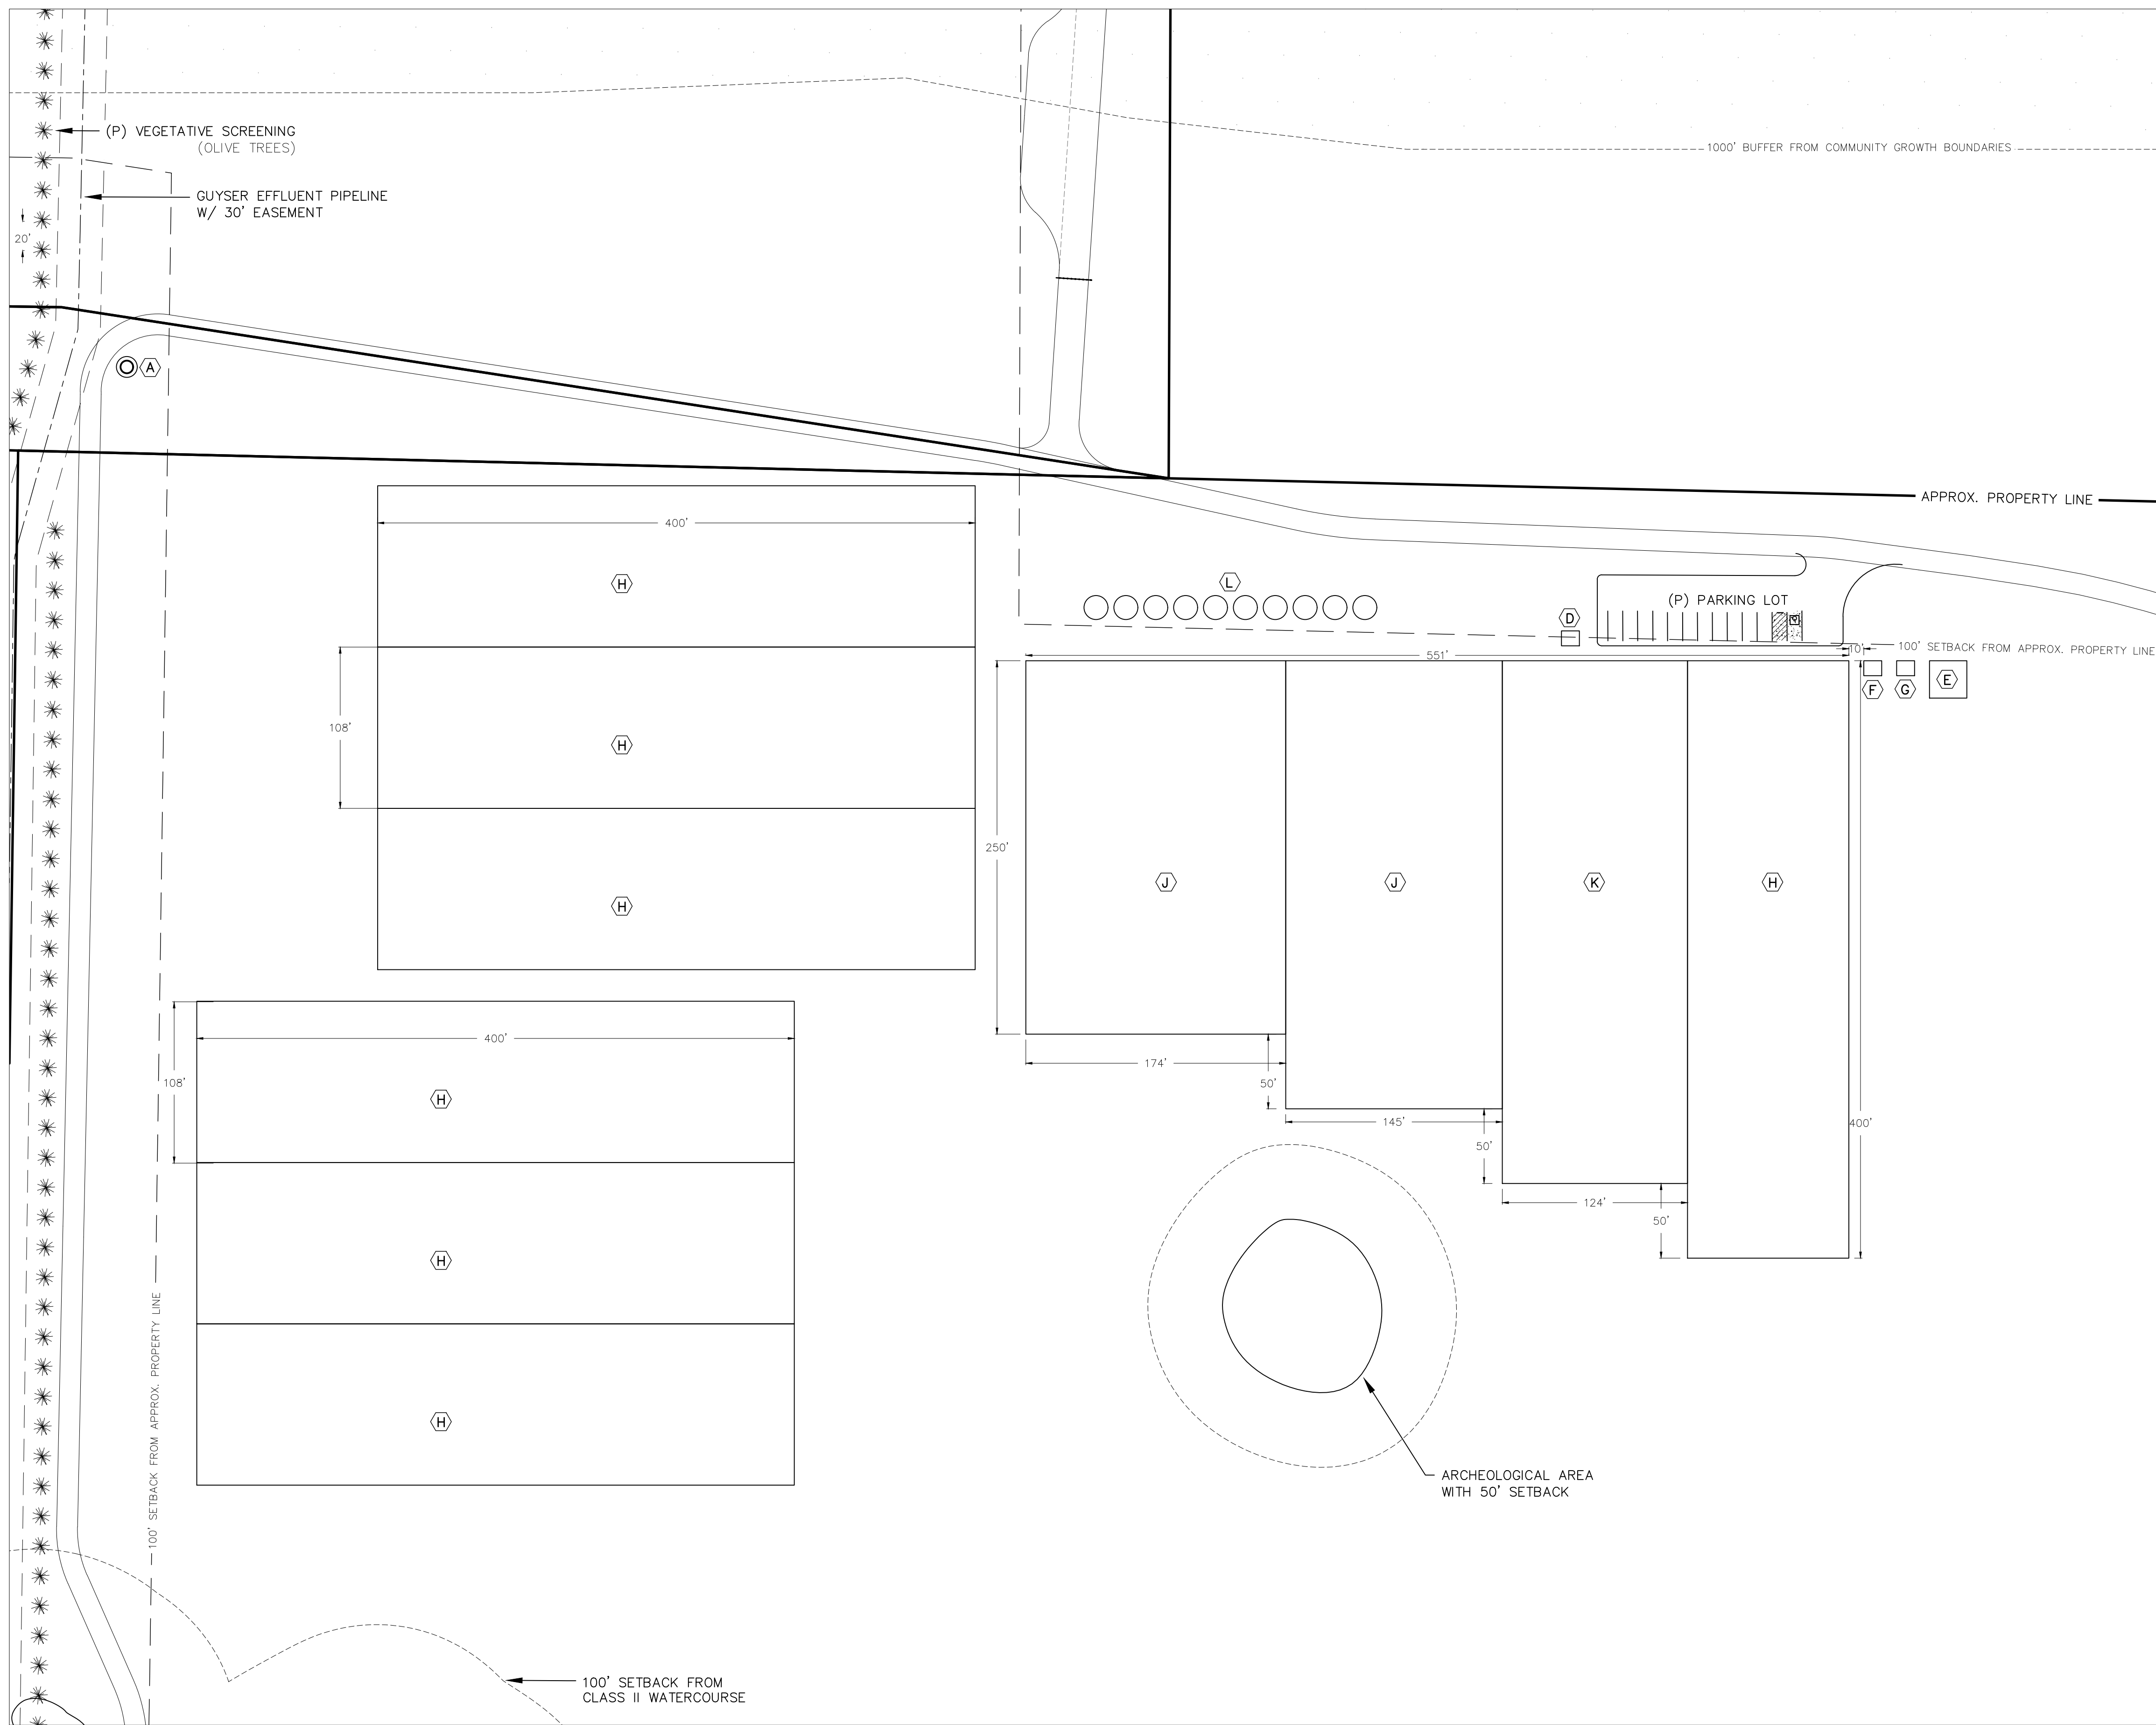 (P) VEGETATIVE SCREENING
(OLIVE TREES)
1000' BUFFER FROM COMMUNITY GROWTH BOUNDARIES
GUYSER EFFLUENT PIPELINE
W/ 30' EASEMENT
20'
A
APPROX. PROPERTY LINE
400'
H
L
(P) PARKING LOT
D
10'
100' SETBACK FROM APPROX. PROPERTY LINE
551'
F
G
E
108'
H
250'
J
J
K
H
H
400'
174'
50'
108'
H
145'
50'
400'
124'
50'
H
100' SETBACK FROM APPROX. PROPERTY LINE
H
ARCHEOLOGICAL AREA
WITH 50' SETBACK
100' SETBACK FROM
CLASS II WATERCOURSE